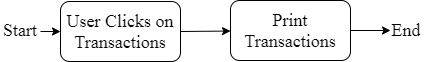 Start
User Clicks on
Transactions
Print
Transactions
End